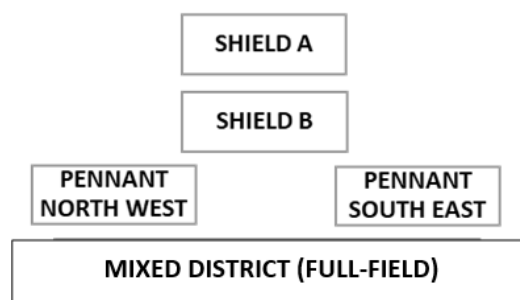 SHIELD A
SHIELD B
PENNANT
NORTH WEST
PENNANT
SOUTH EAST
MIXED DISTRICT (FULL-FIELD)